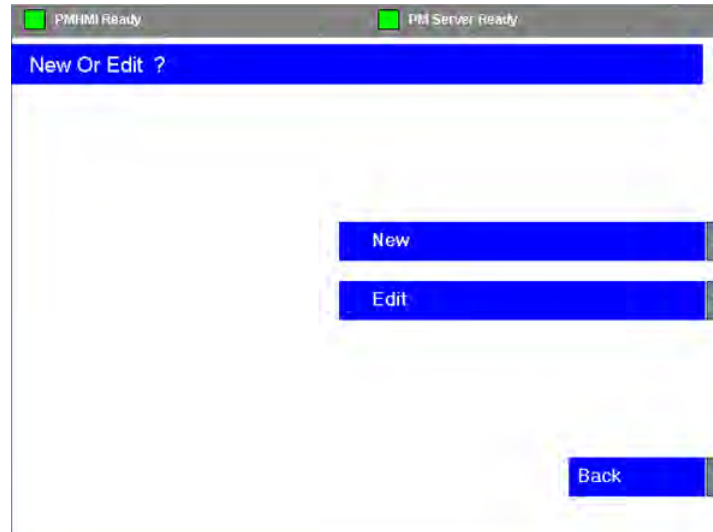 PMHMI Ready
PM Server Ready
New Or Edit ?
New
Edit
Back